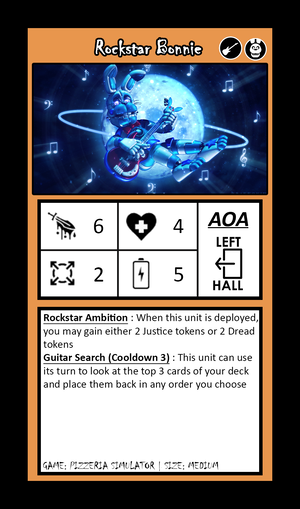 Rockstar Bonnie
6
4
AOA
LEFT
HALL
2
5
Rockstar Ambition : When this unit is deployed,
you may gain either 2 Justice tokens or 2 Dread
tokens
Guitar Search (Cooldown 3) : This unit can use
its turn to look at the top 3 cards of your deck
and place them back in any order you choose
GAME: PIZZERIA SIMULATOR | SIZE: MEDIUM